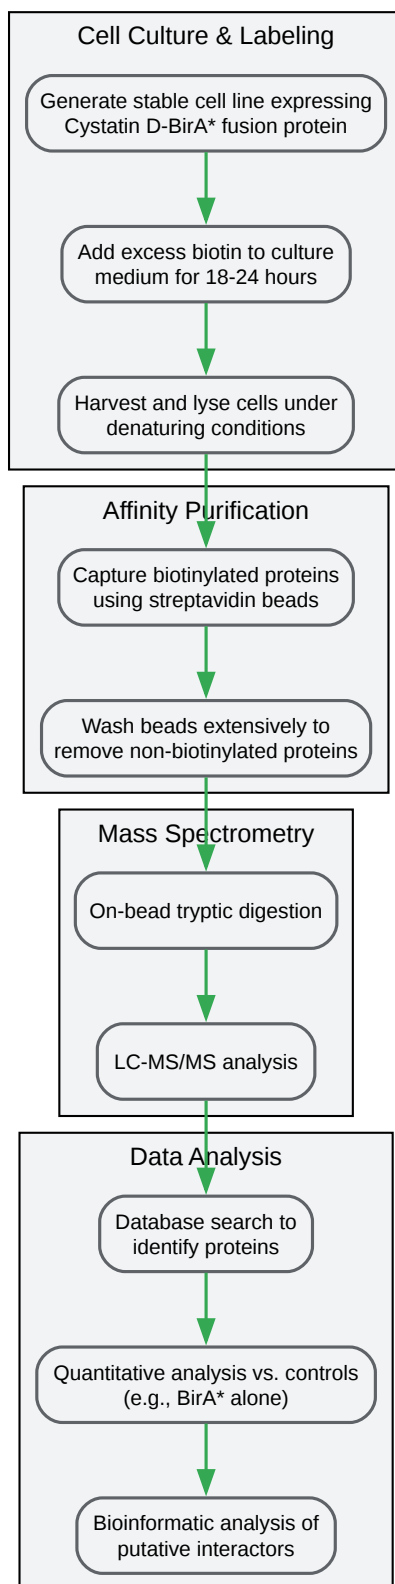 Cell Culture & Labeling
Generate stable cell line expressing
Cystatin D-BirA* fusion protein
Add excess biotin to culture
medium for 18-24 hours
Harvest and lyse cells under
denaturing conditions
Affinity Purification
Capture biotinylated proteins
using streptavidin beads
Wash beads extensively to
remove non-biotinylated proteins
Mass Spectrometry
On-bead tryptic digestion
LC-MS/MS analysis
Data Analysis
Database search to
identify proteins
Quantitative analysis vs. controls
(e.g., BirA* alone)
Bioinformatic analysis of
putative interactors